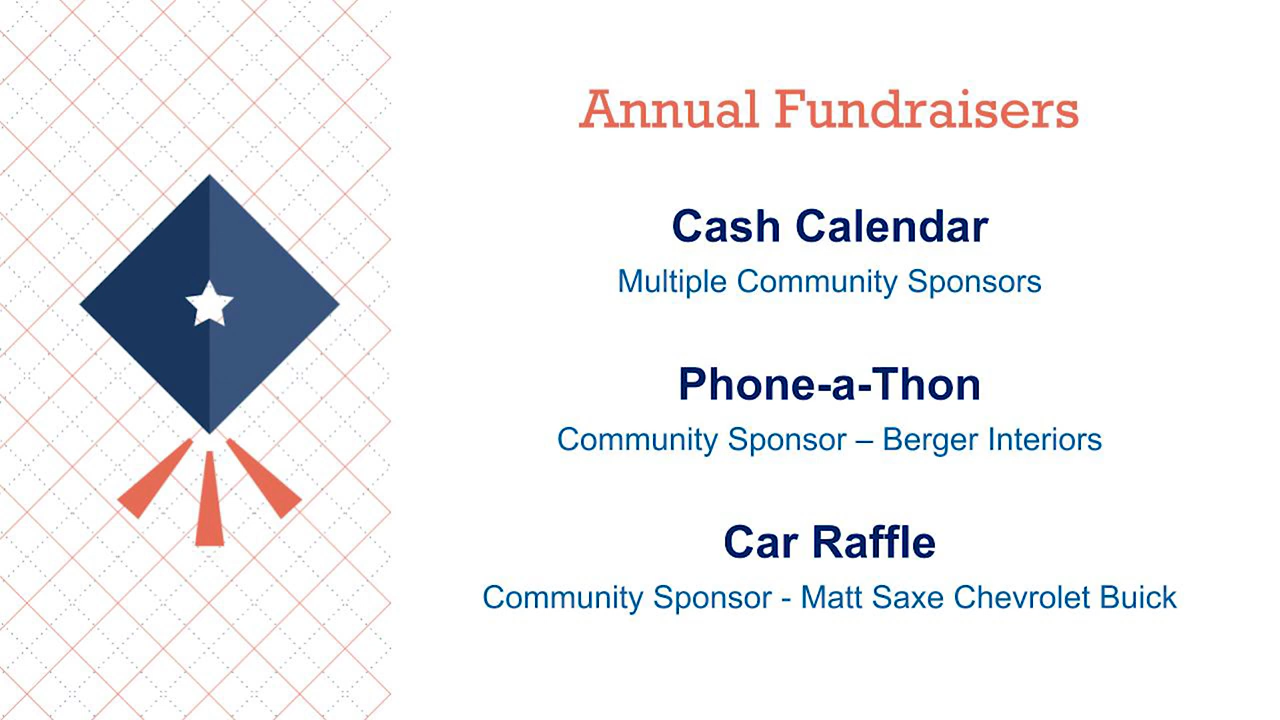 Annual Fundraisers
Cash Calendar
Multiple Community Sponsors
Phone-a-Thon
Community Sponsor – Berger Interiors
Car Raffle
Community Sponsor - Matt Saxe Chevrolet Buick